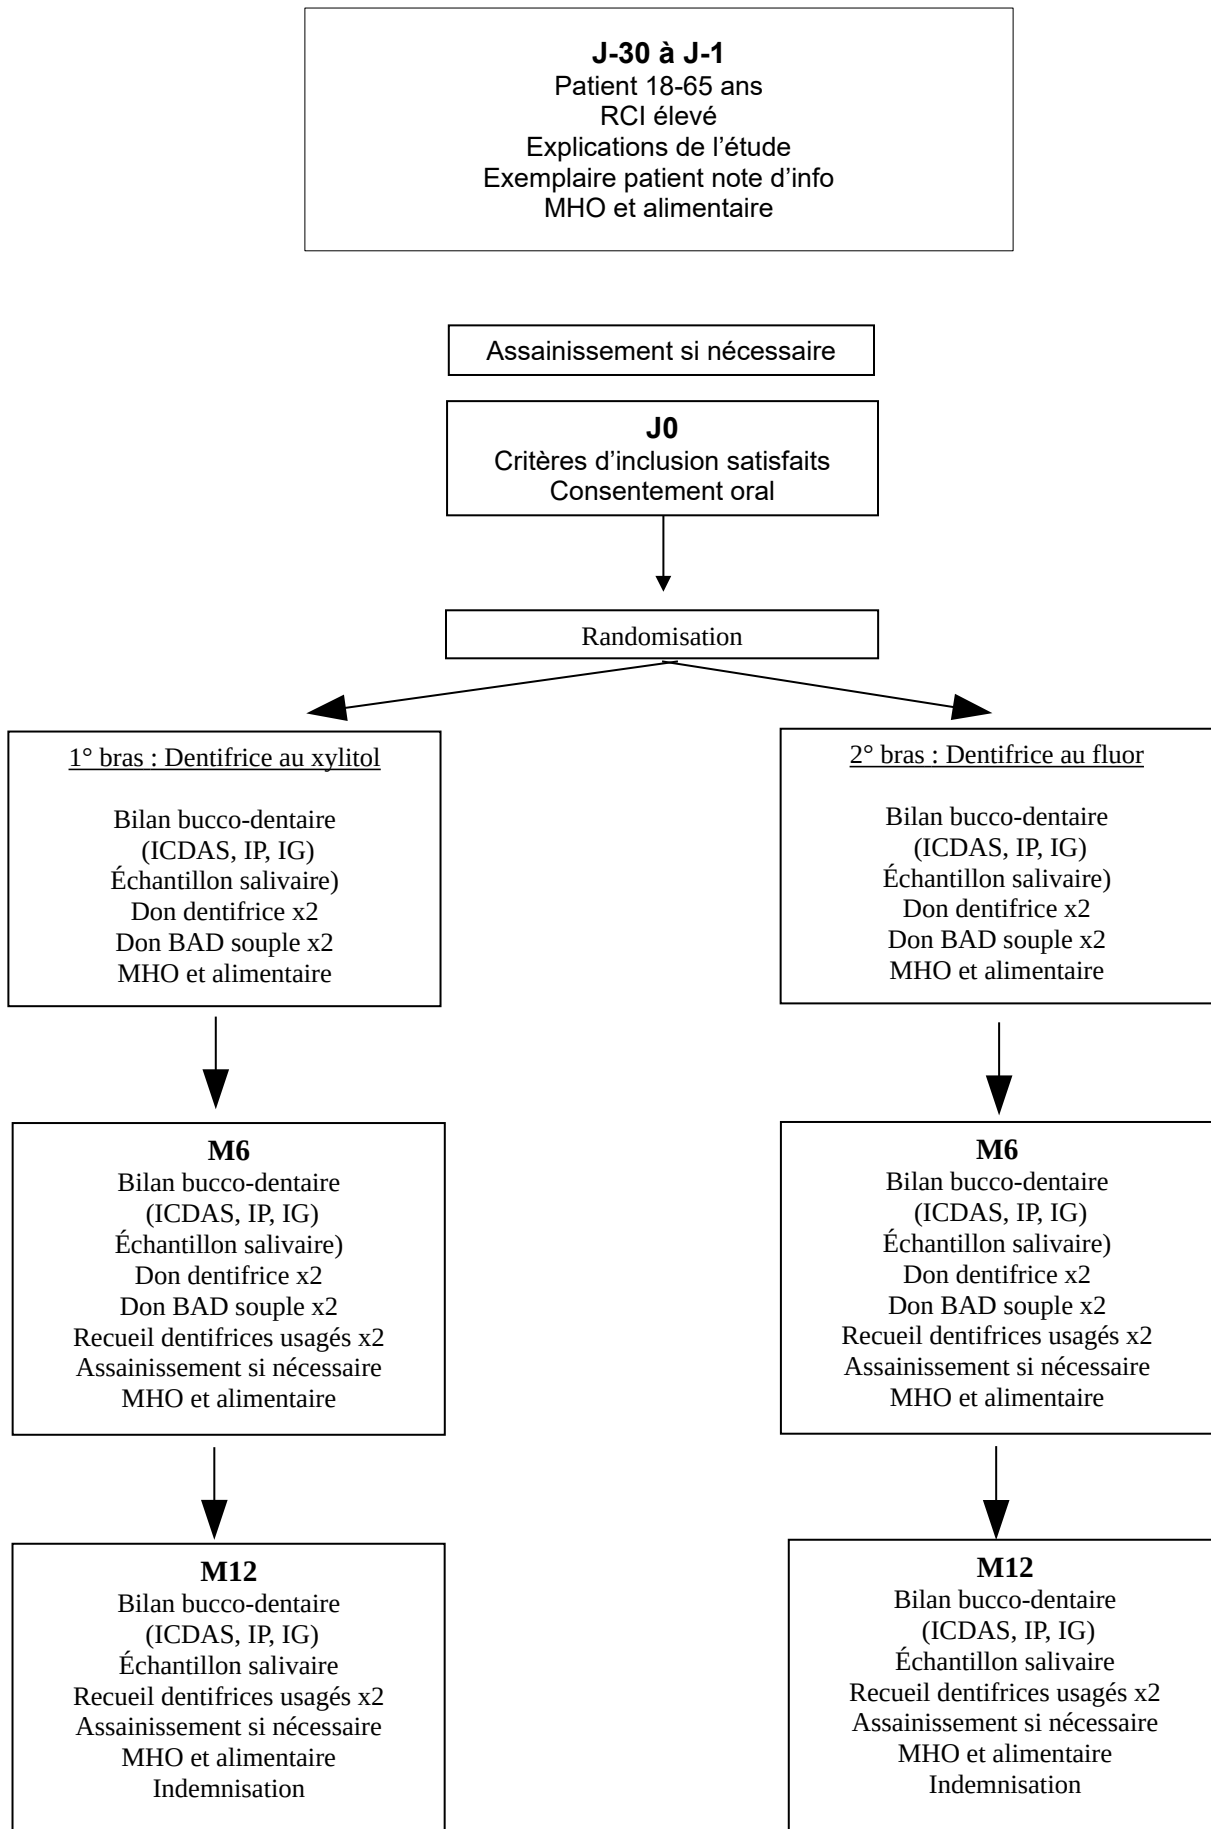 J-30 à J-1
Patient 18-65 ans
RCI élevé
Explications de l’étude
Exemplaire patient note d’info
MHO et alimentaire
Assainissement si nécessaire
J0
Critères d’inclusion satisfaits
Consentement oral
Randomisation
1° bras : Dentifrice au xylitol
Bilan bucco-dentaire
(ICDAS, IP, IG)
Échantillon salivaire)
Don dentifrice x2
Don BAD souple x2
MHO et alimentaire
2° bras : Dentifrice au fluor
Bilan bucco-dentaire
(ICDAS, IP, IG)
Échantillon salivaire)
Don dentifrice x2
Don BAD souple x2
MHO et alimentaire
M6
Bilan bucco-dentaire
(ICDAS, IP, IG)
Échantillon salivaire)
Don dentifrice x2
Don BAD souple x2
Recueil dentifrices usagés x2
Assainissement si nécessaire
MHO et alimentaire
M6
Bilan bucco-dentaire
(ICDAS, IP, IG)
Échantillon salivaire)
Don dentifrice x2
Don BAD souple x2
Recueil dentifrices usagés x2
Assainissement si nécessaire
MHO et alimentaire
M12
Bilan bucco-dentaire
(ICDAS, IP, IG)
Échantillon salivaire
Recueil dentifrices usagés x2
Assainissement si nécessaire
MHO et alimentaire
Indemnisation
M12
Bilan bucco-dentaire
(ICDAS, IP, IG)
Échantillon salivaire
Recueil dentifrices usagés x2
Assainissement si nécessaire
MHO et alimentaire
Indemnisation